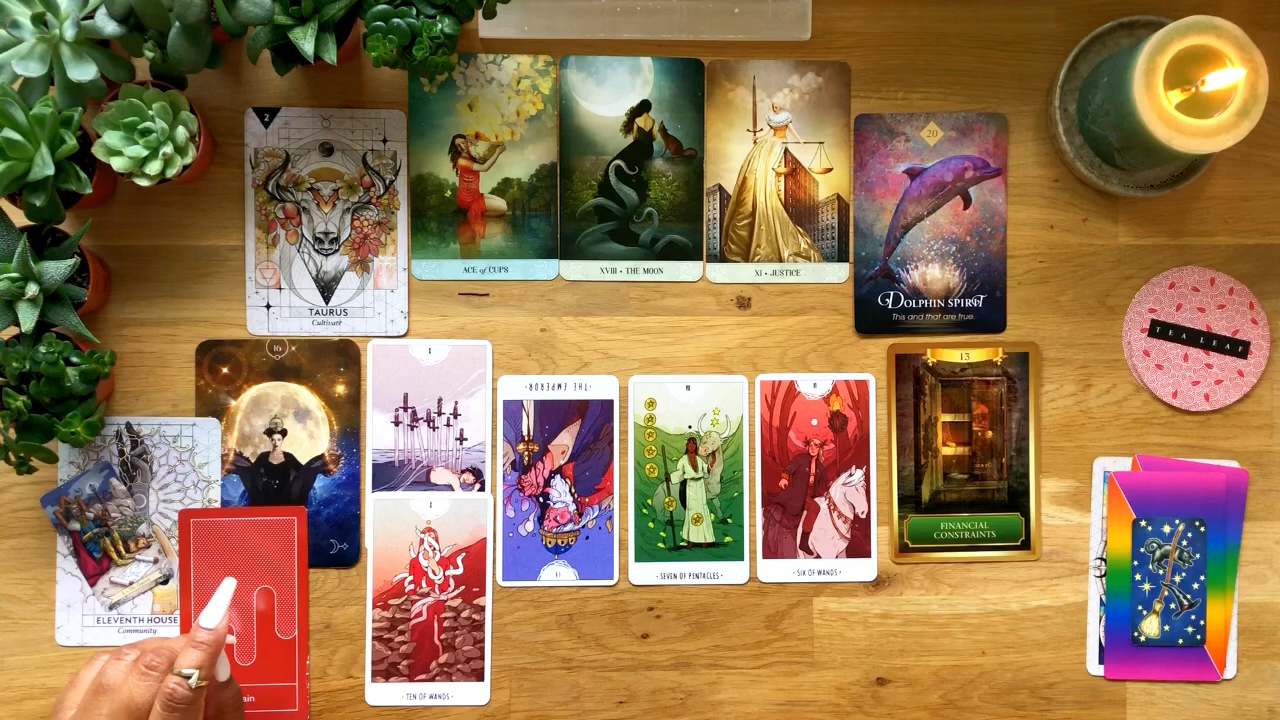 2
TAURUS
Cultivate
ACE of CUPS
XVIII • THE MOON
XI • JUSTICE
20
DOLPHIN SPIRIT
This and that are true.
TEA LEAF
16
X
· THE EMPEROR ·
VII
· SEVEN OF PENTACLES ·
VI
· SIX OF WANDS ·
13
FINANCIAL
CONSTRAINTS
ELEVENTH HOUSE
Community
· TEN OF WANDS ·